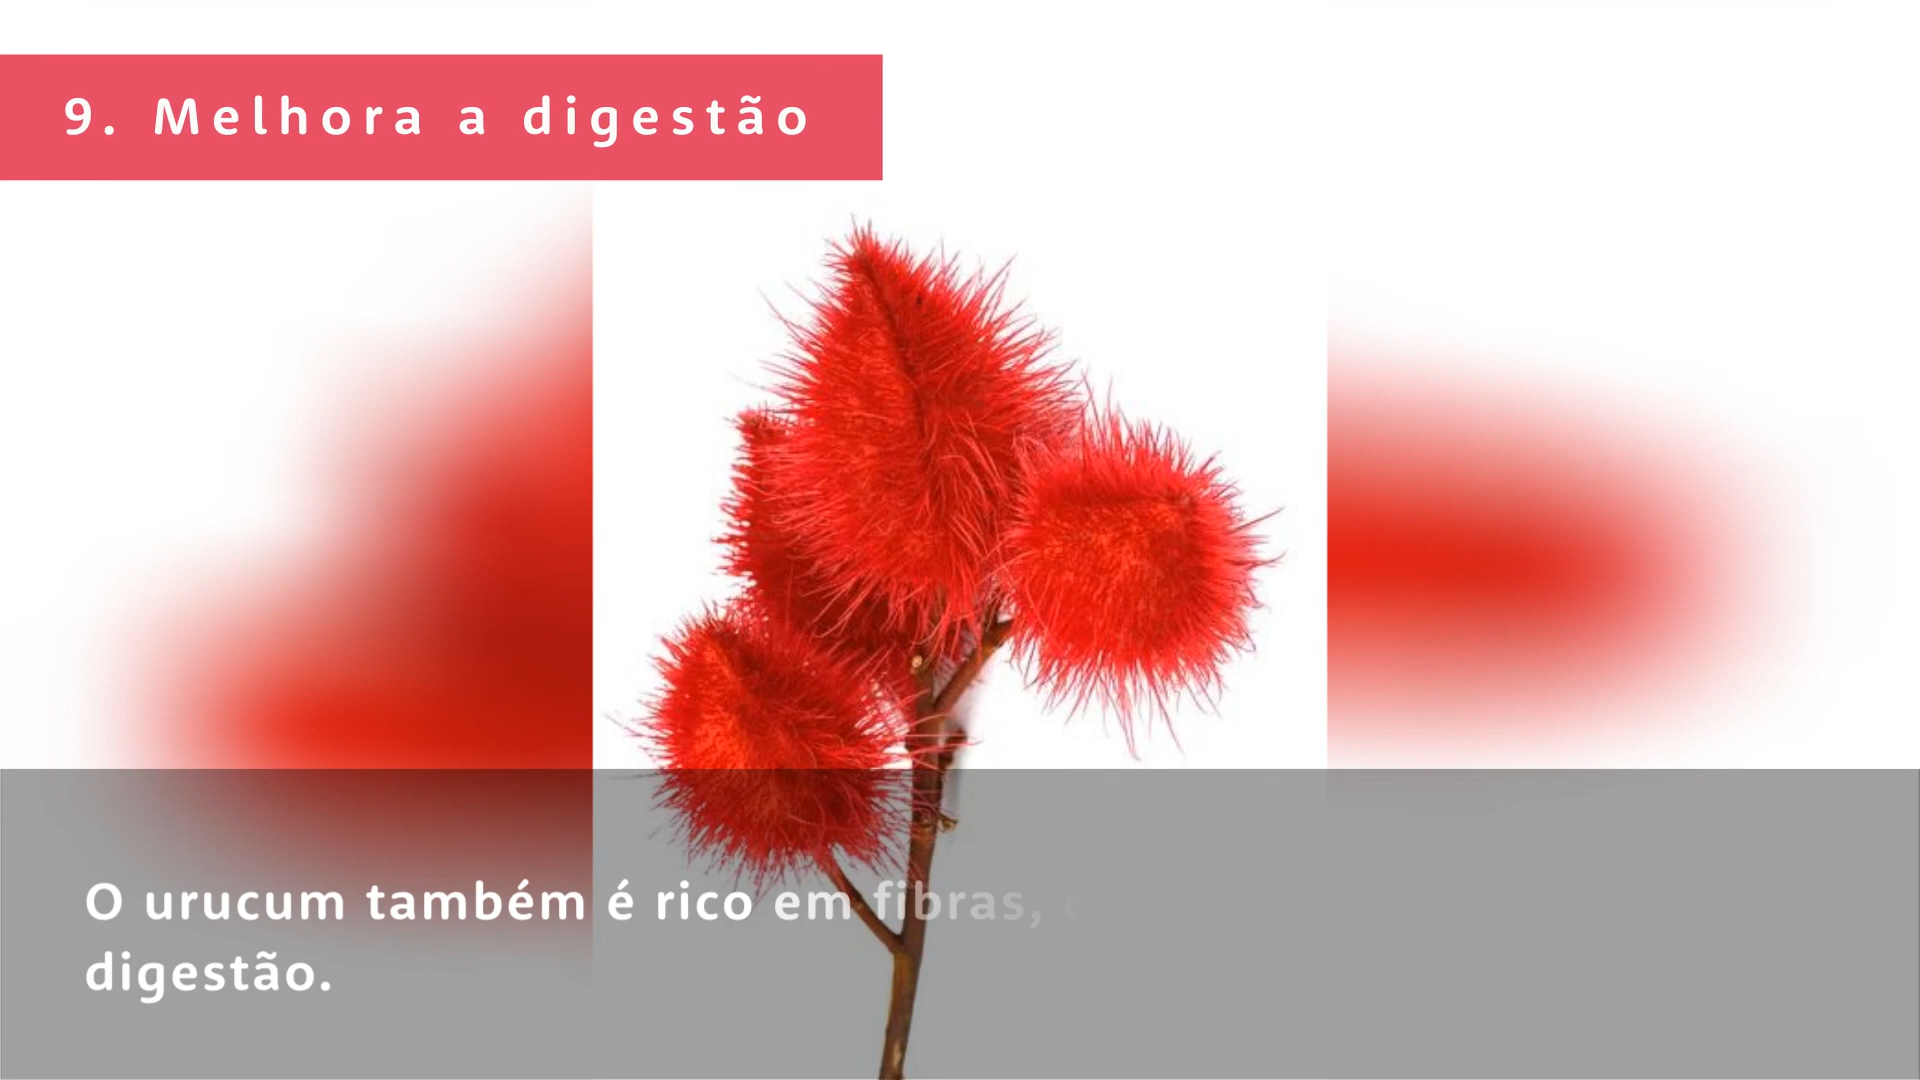 9. Melhora a digestão
O urucum também é rico em fibras,
digestão.